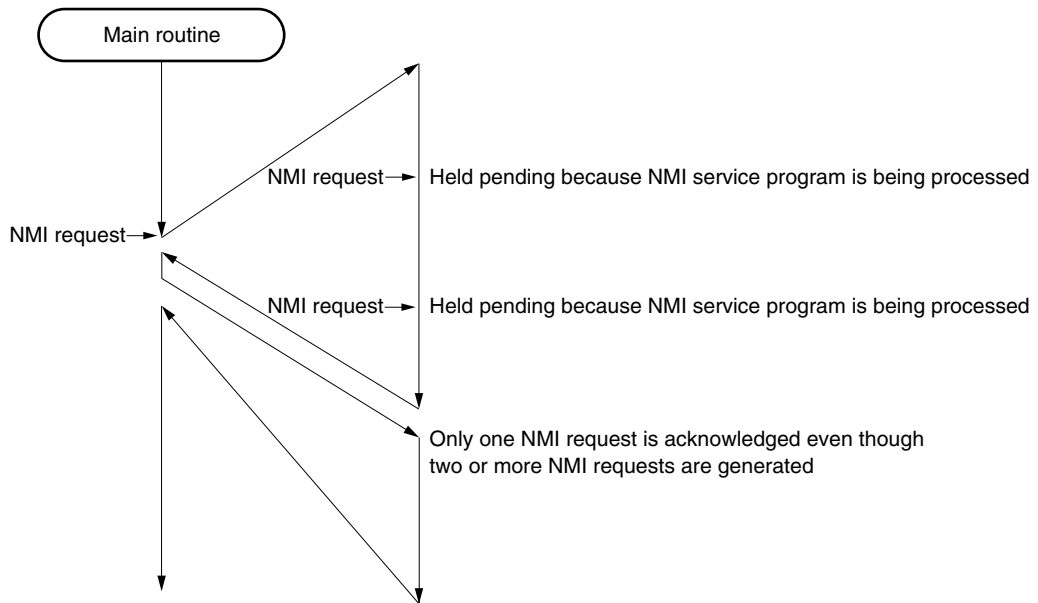 Main routine
NMI request
Held pending because NMI service program is being processed
NMI request
NMI request
Held pending because NMI service program is being processed
Only one NMI request is acknowledged even though
two or more NMI requests are generated